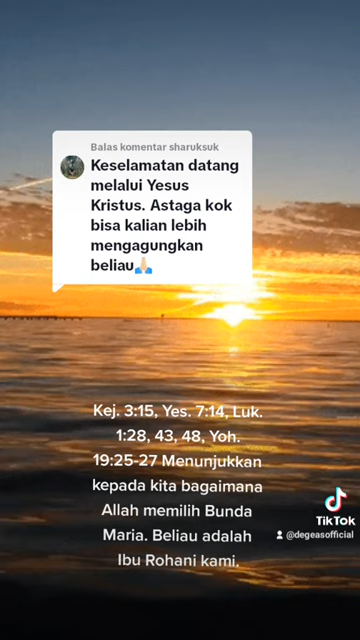 Balas komentar sharuksuk
Keselamatan datang
melalui Yesus
Kristus. Astaga kok
bisa kalian lebih
mengagungkan
beliau🙏🏻
Kej. 3:15, Yes. 7:14, Luk.
1:28, 43, 48, Yoh.
19:25-27 Menunjukkan
kepada kita bagaimana
Allah memilih Bunda
Maria. Beliau adalah
Ibu Rohani kami.
TikTok
@degeasofficial